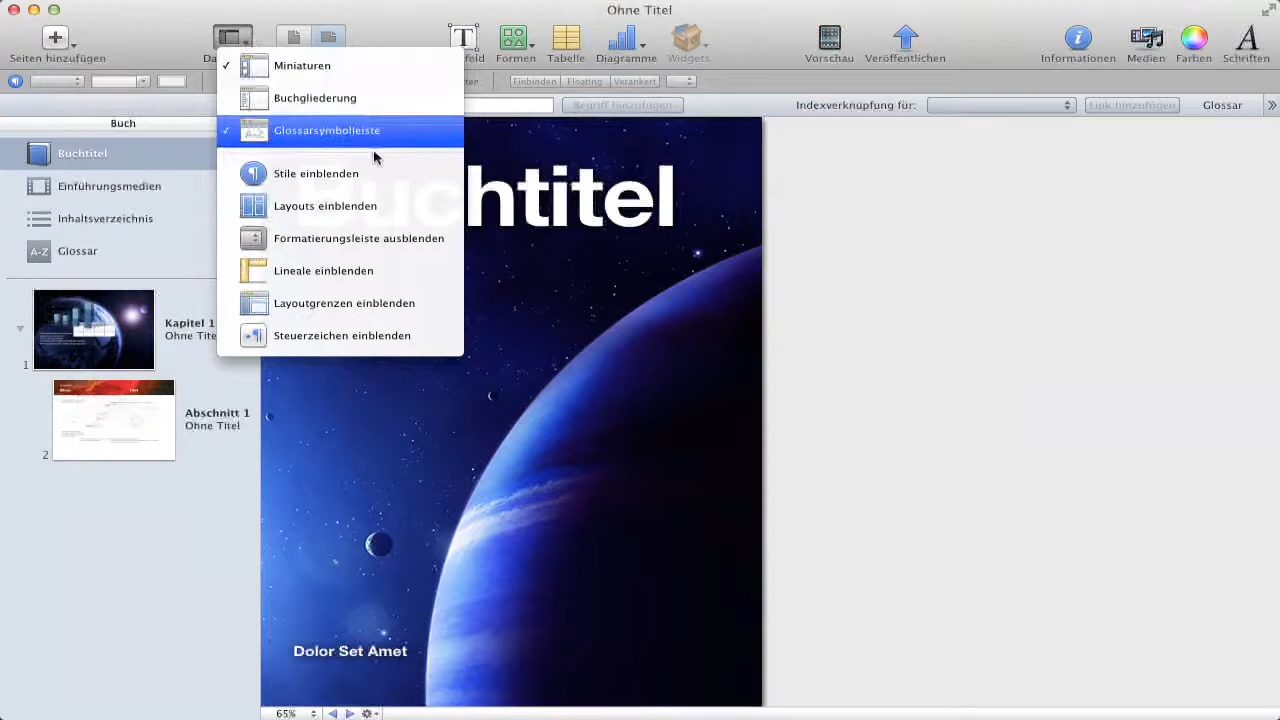 Ohne Titel
Seiten hinzufügen
Formen
Tabelle
Diagramme
Widgets
Vorschau
Veröffentlichen
Informationen
Medien
Farben
Schriften
Einbinden
Floating
Verankert
Begriff hinzufügen
Indexverknüpfung für:
Link hinzufügen
Glossar
Miniaturen
Buchgliederung
Glossarsymbolleiste
Stile einblenden
Layouts einblenden
Formatierungsleiste ausblenden
Lineale einblenden
Layoutgrenzen einblenden
Steuerzeichen einblenden
Buch
Buchtitel
Einführungsmedien
Inhaltsverzeichnis
A-Z Glossar
Kapitel 1
Ohne Tite
1
Abschnitt 1
Ohne Titel
2
Buchtitel
Dolor Set Amet
65%